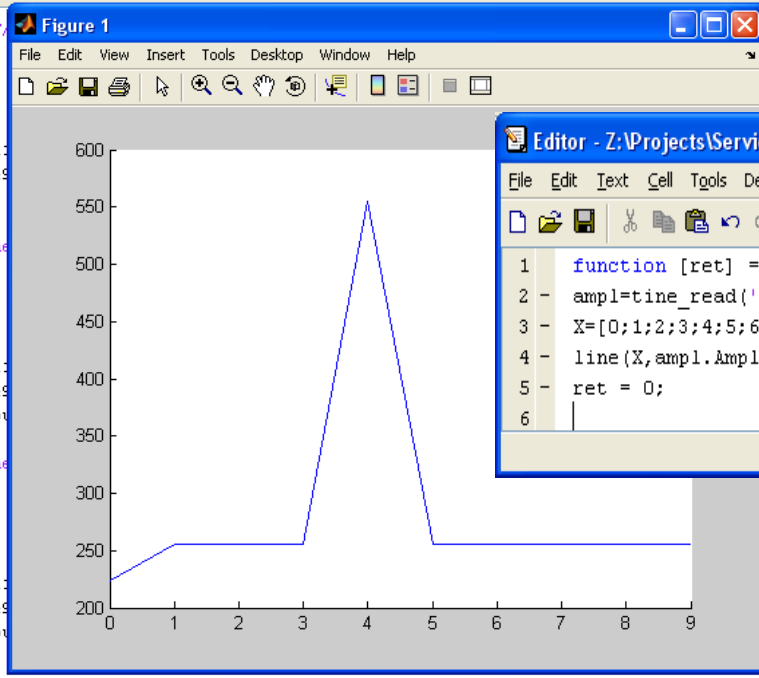 Figure 1
File Edit View Insert Tools Desktop Window Help
600
550
500
450
400
350
300
250
200
0 1 2 3 4 5 6 7 8 9
Editor - Z:\Projects\Servi
File Edit Text Cell Tools De
1 function [ret] =
2 - ampl=tine_read('
3 - X=[0;1;2;3;4;5;6
4 - line(X,ampl.Ampl
5 - ret = 0;
6